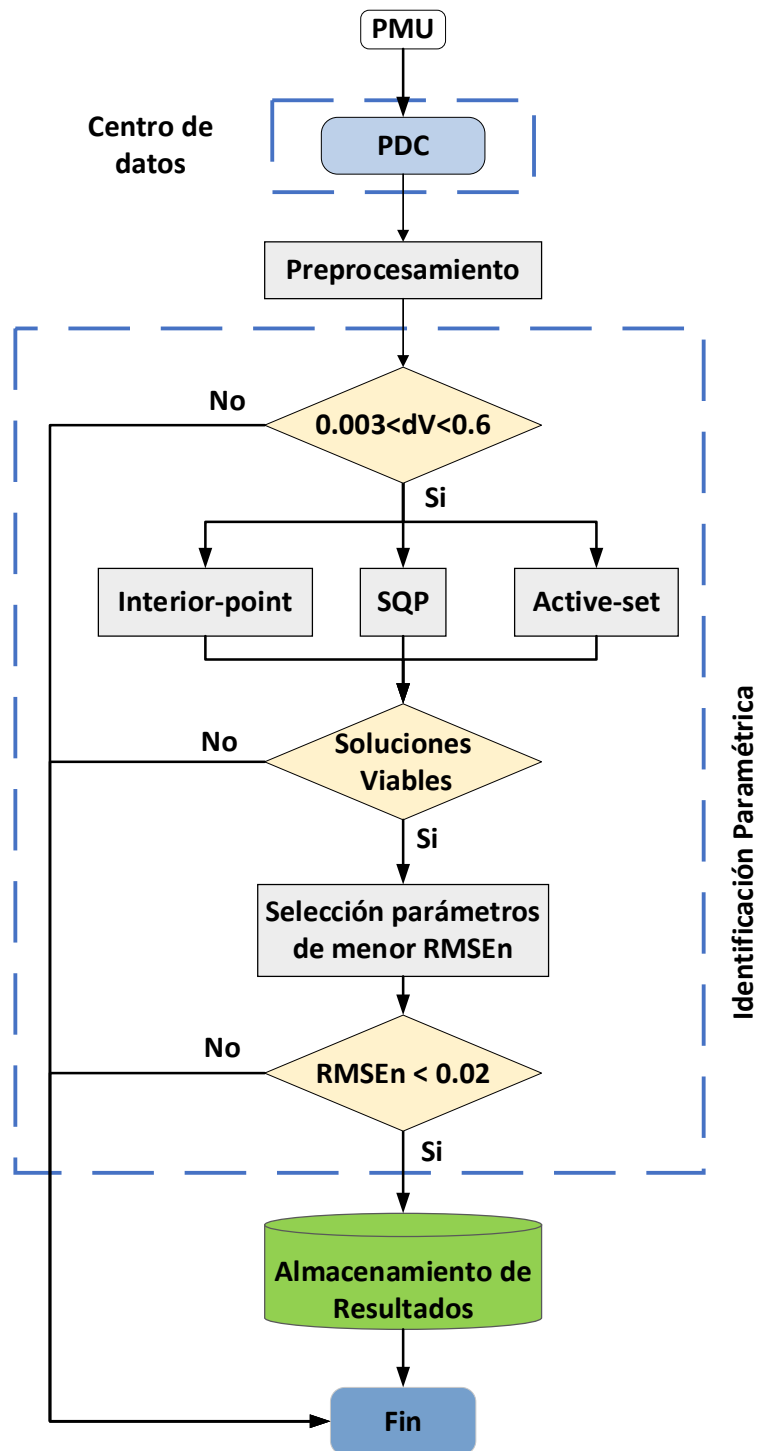 PMU
Centro de
datos
PDC
Preprocesamiento
No
0.003<dV<0.6
Si
Interior-point
SQP
Active-set
No
Soluciones
Viables
Si
Selección parámetros
de menor RMSEn
No
RMSEn < 0.02
Si
Identificación Paramétrica
Almacenamiento de
Resultados
Fin